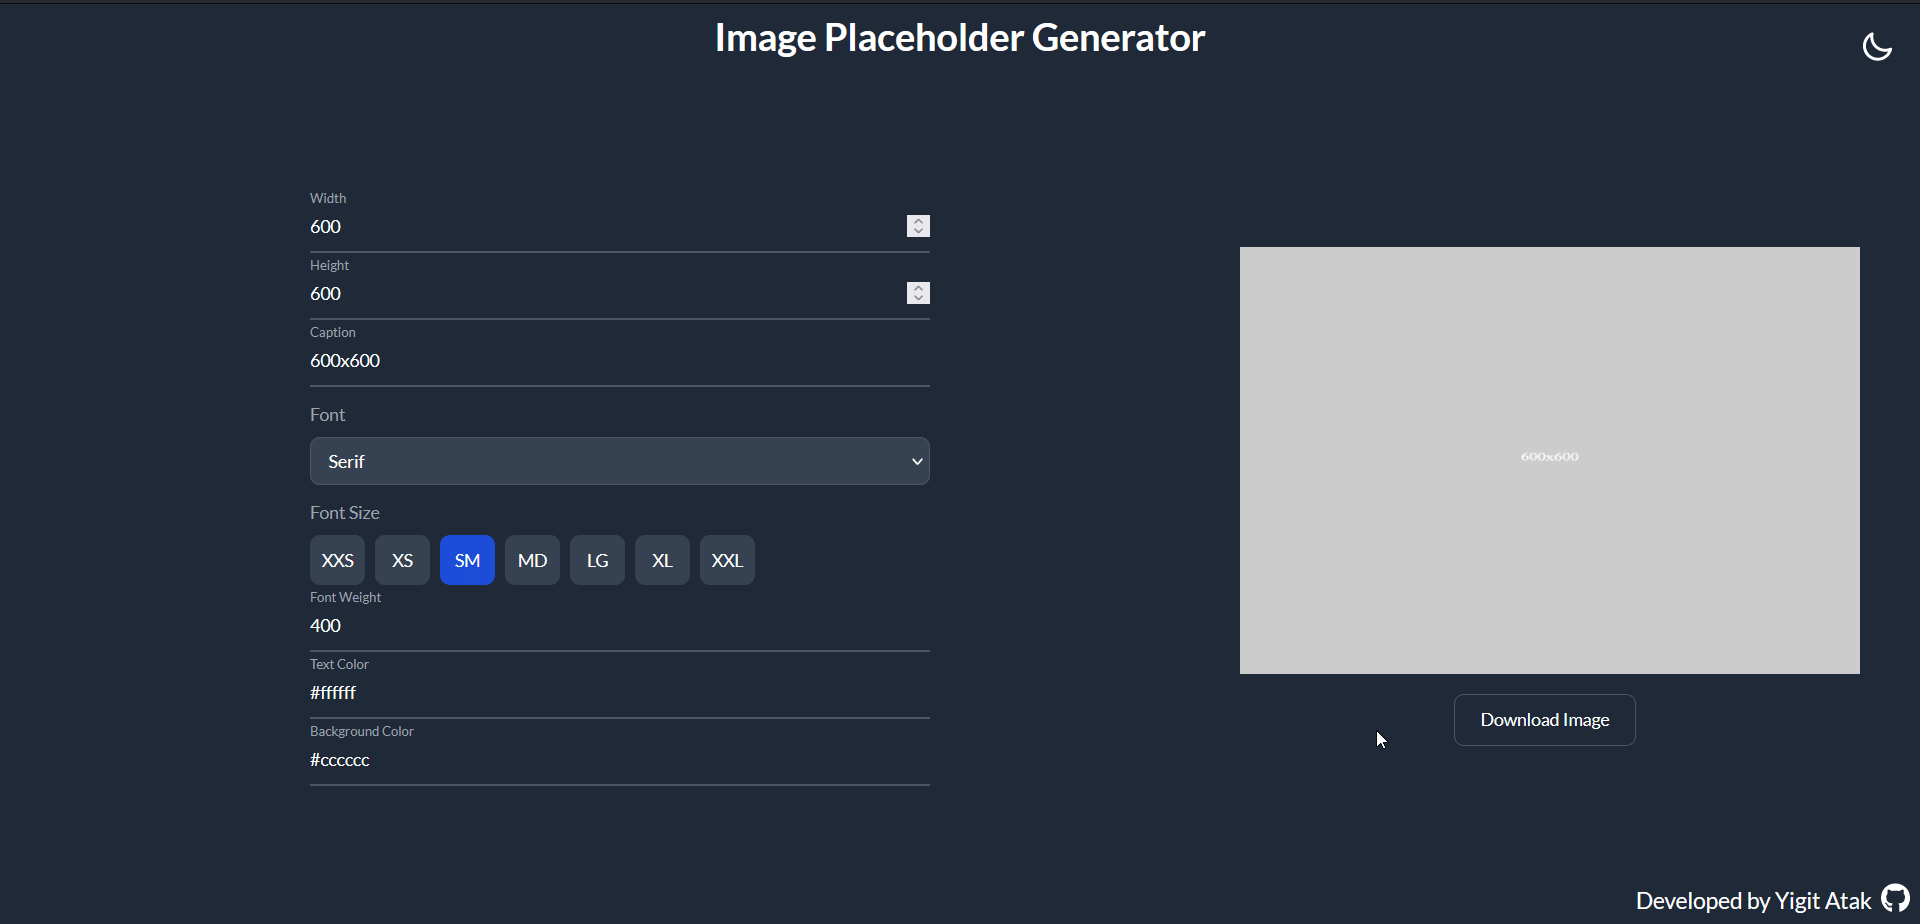 Image Placeholder Generator
Width
600
Height
600
Caption
600x600
Font
Serif
Font Size
XXS XS SM MD LG XL XXL
Font Weight
400
Text Color
#ffffff
Background Color
#cccccc
600x600
Download Image
Developed by Yigit Atak